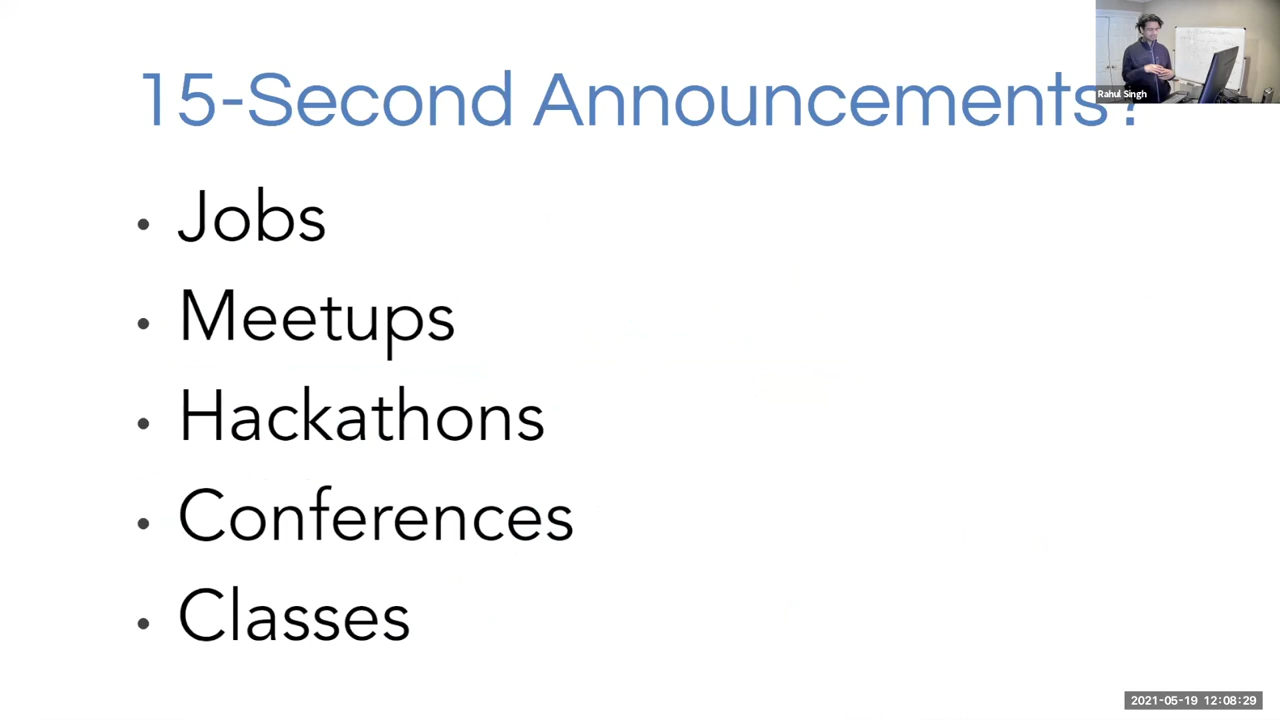 15-Second Announcements?
Rahul Singh
• Jobs
• Meetups
• Hackathons
• Conferences
• Classes
2021-05-19 12:08:29